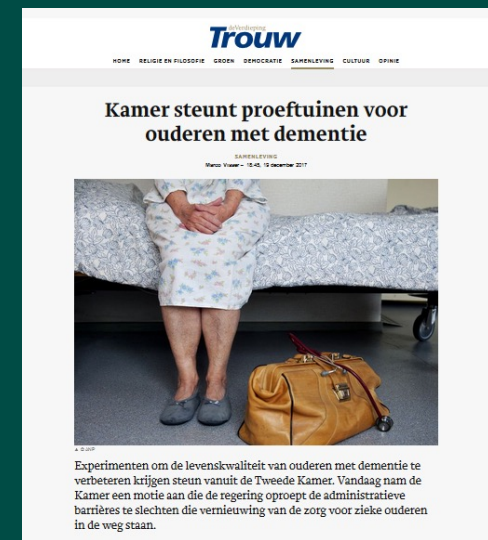 deVerdieping
Trouw
HOME RELIGIE EN FILOSOFIE GROEN DEMOCRATIE SAMENLEVING CULTUUR OPINIE
Kamer steunt proeftuinen voor
ouderen met dementie
SAMENLEVING
Marco Visser – 16:45, 19 december 2017
Experimenten om de levenskwaliteit van ouderen met dementie te
verbeteren krijgen steun vanuit de Tweede Kamer. Vandaag nam de
Kamer een motie aan die de regering oproept de administratieve
barrières te slechten die vernieuwing van de zorg voor zieke ouderen
in de weg staan.